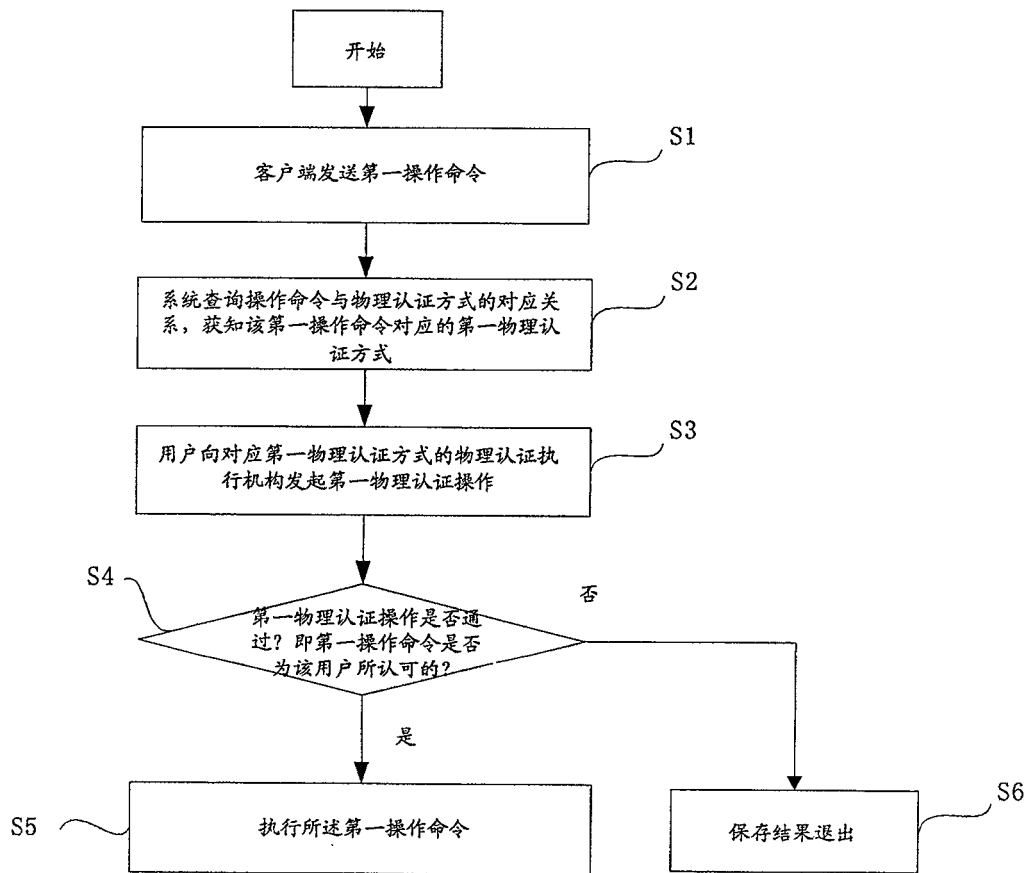 开始
S1
客户端发送第一操作命令
S2
系统查询操作命令与物理认证方式的对应关
系，获知该第一操作命令对应的第一物理认
证方式
S3
用户向对应第一物理认证方式的物理认证执
行机构发起第一物理认证操作
S4
否
第一物理认证操作是否通
过？即第一操作命令是否
为该用户所认可的？
是
S5
执行所述第一操作命令
S6
保存结果退出